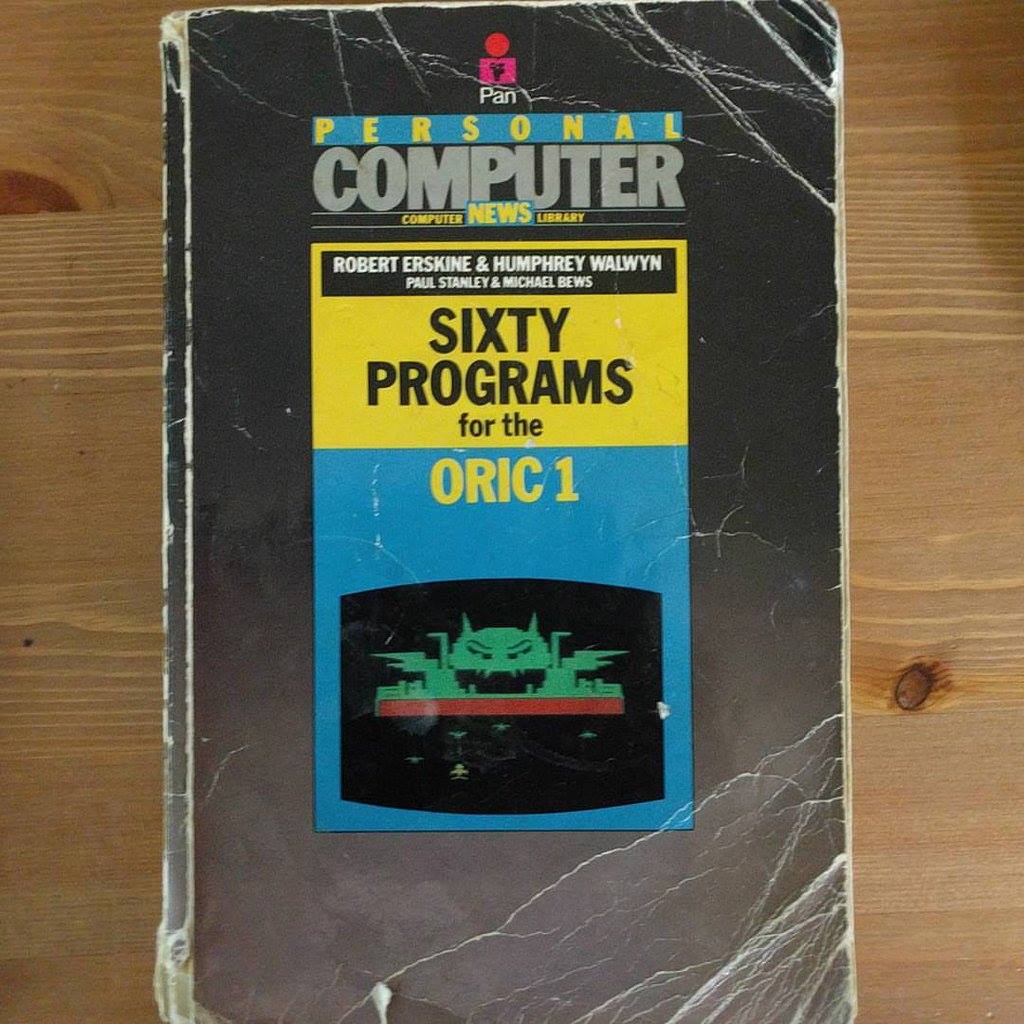 Pan
PERSONAL
COMPUTER
COMPUTER NEWS LIBRARY
ROBERT ERSKINE & HUMPHREY WALWYN
PAUL STANLEY & MICHAEL BEWS
SIXTY
PROGRAMS
for the
ORIC 1